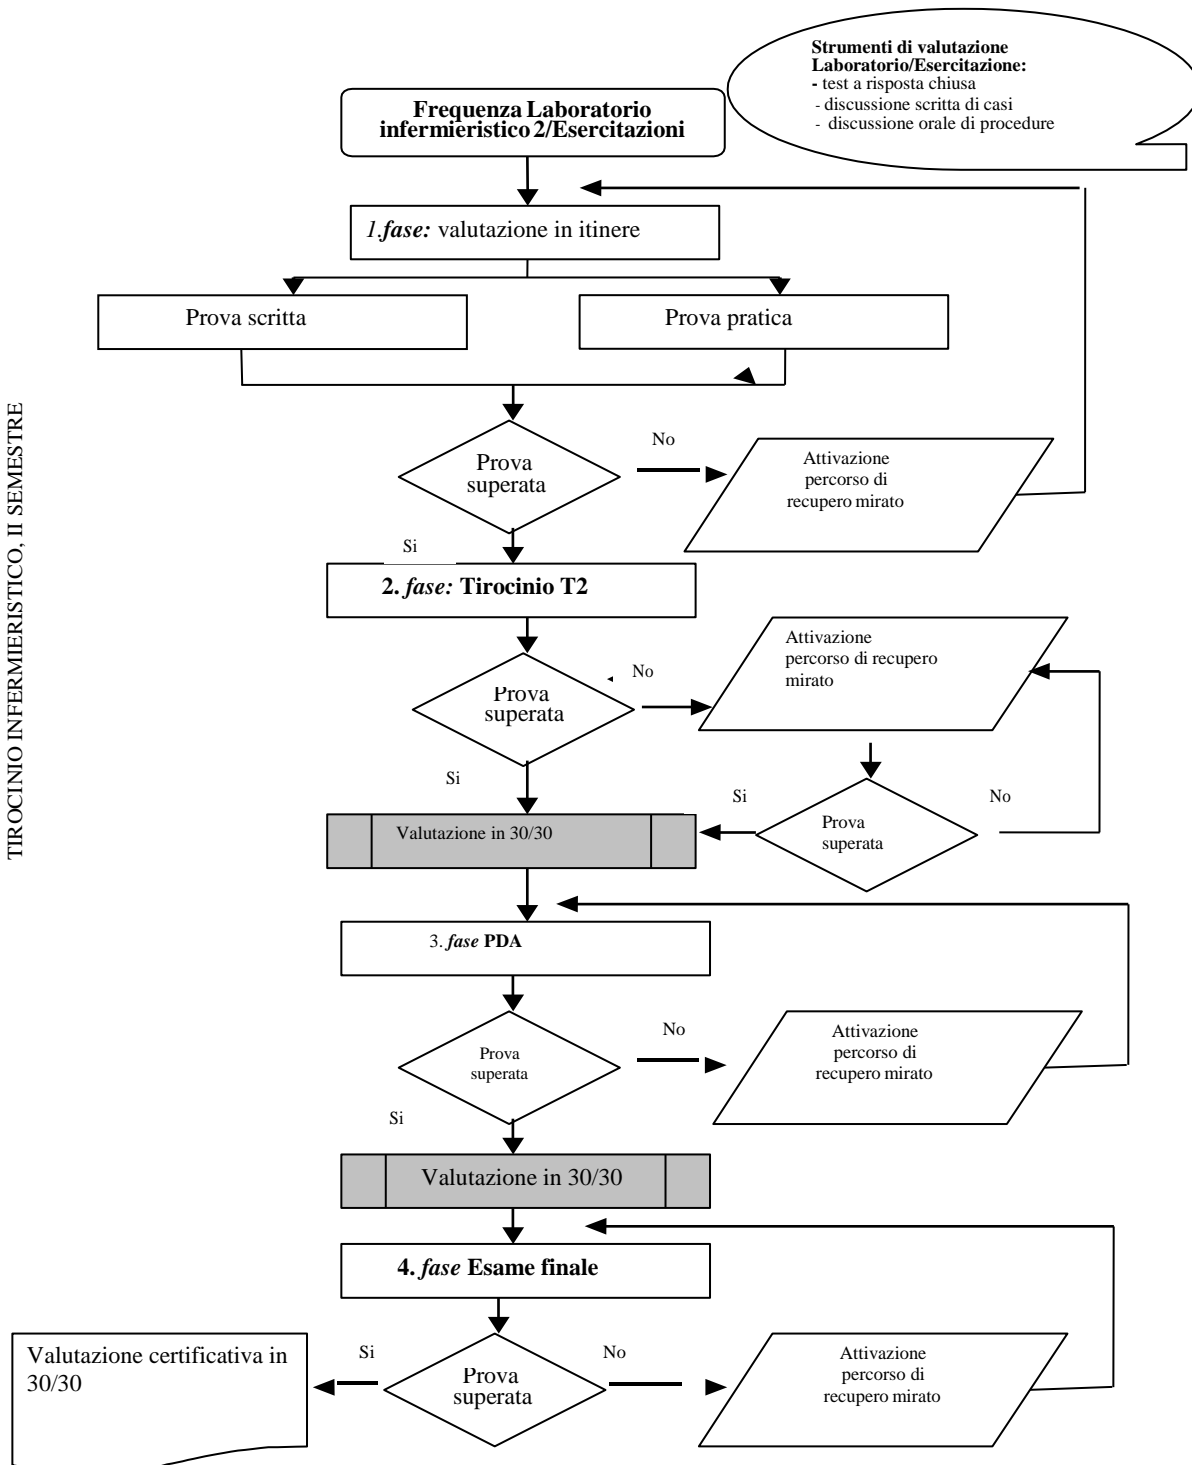 Strumenti di valutazione
Laboratorio/Esercitazione:
- test a risposta chiusa
- discussione scritta di casi
- discussione orale di procedure
Frequenza Laboratorio
infermieristico 2/Esercitazioni
1.fase: valutazione in itinere
Prova scritta
Prova pratica
TIROCINIO INFERMIERISTICO, II SEMESTRE
Prova
superata
No
Attivazione
percorso di
recupero mirato
Si
2. fase: Tirocinio T2
Prova
superata
No
Attivazione
percorso di recupero
mirato
Si
Valutazione in 30/30
Si
Prova
superata
No
3. fase PDA
Prova
superata
No
Attivazione
percorso di
recupero mirato
Si
Valutazione in 30/30
4. fase Esame finale
Valutazione certificativa in
30/30
Si
Prova
superata
No
Attivazione
percorso di
recupero mirato